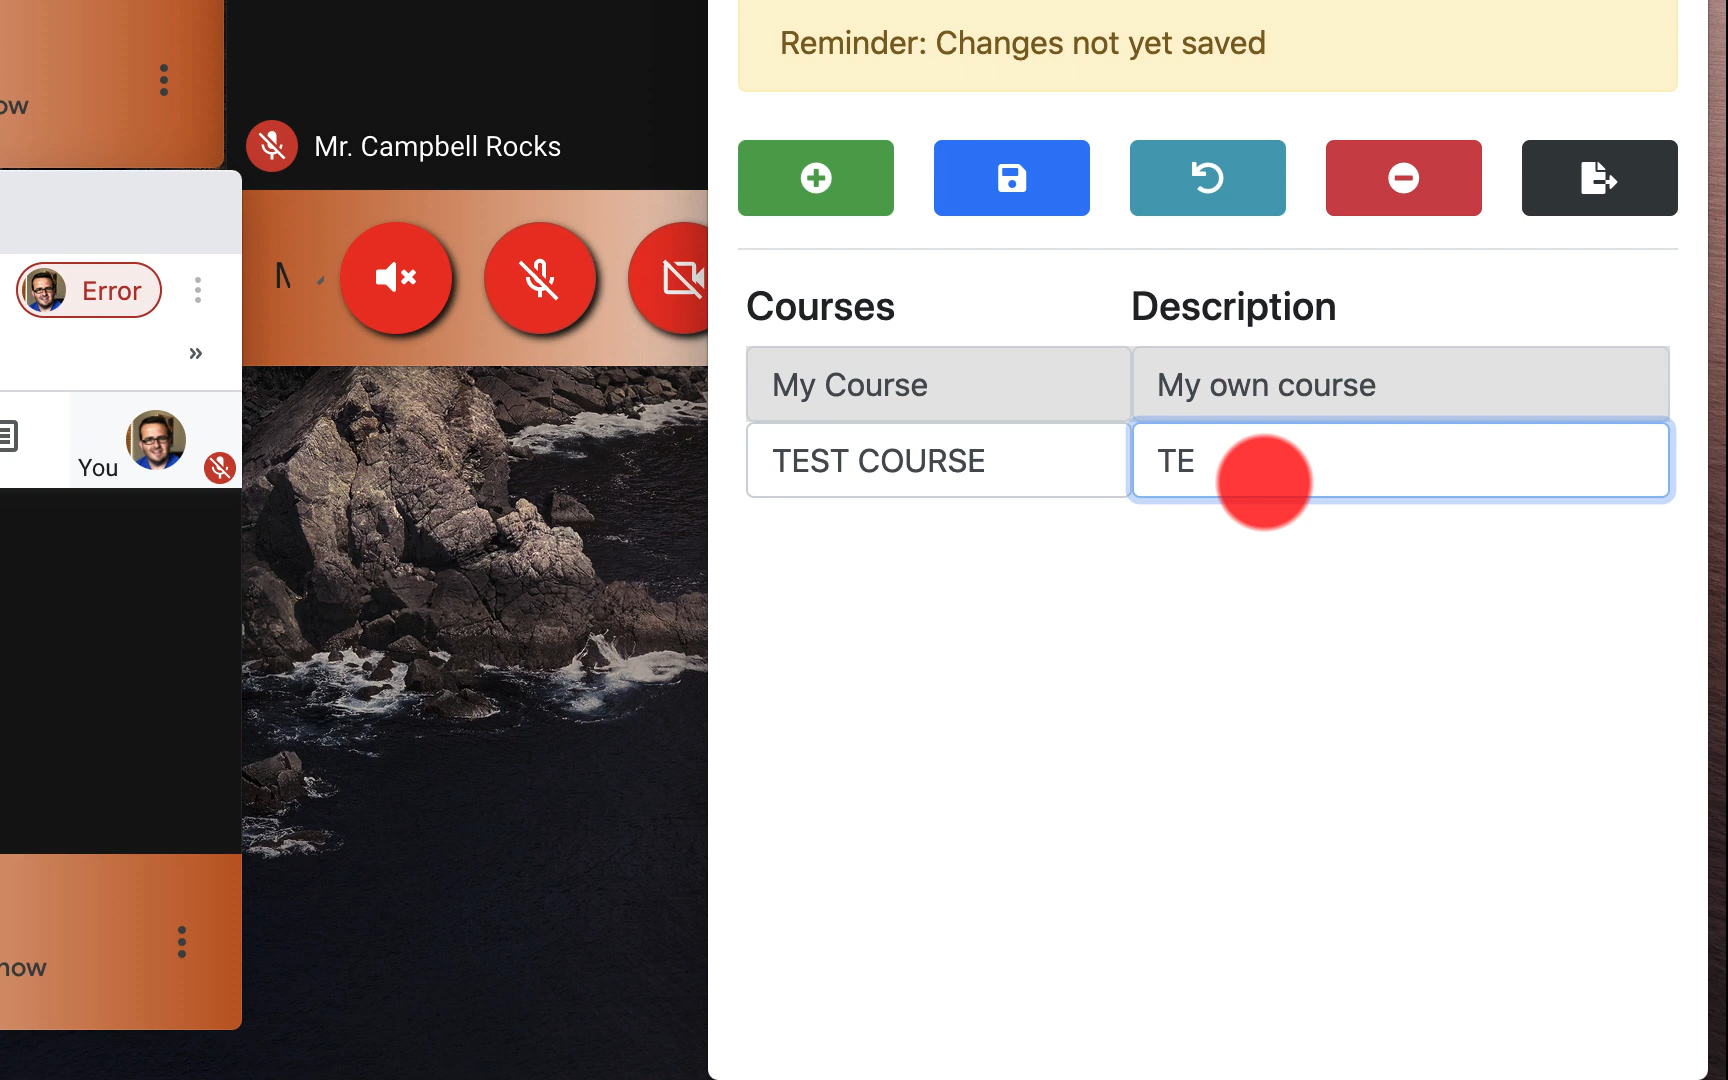 ow
Error
»
You
now
Mr. Campbell Rocks
Reminder: Changes not yet saved
Courses Description
My Course My own course
TEST COURSE TE